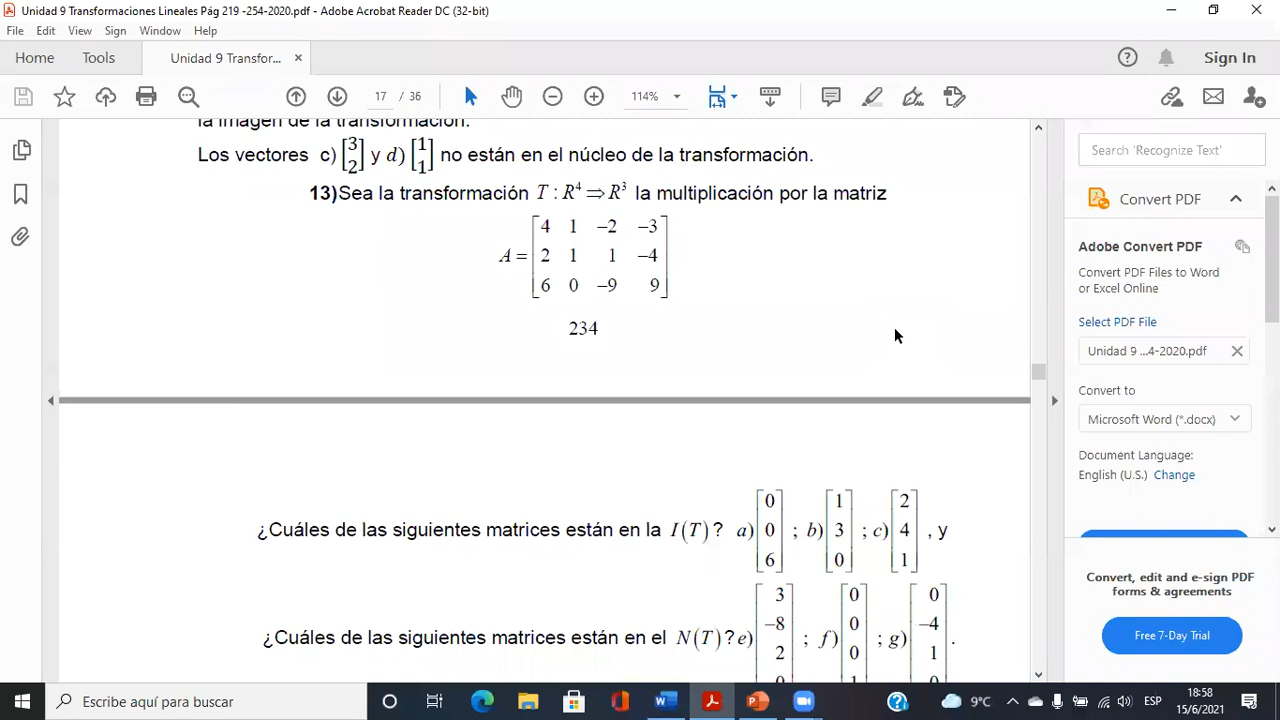 Unidad 9 Transformaciones Lineales Pág 219 -254-2020.pdf - Adobe Acrobat Reader DC (32-bit)
File Edit View Sign Window Help
Home Tools Unidad 9 Transfor... × Sign In
17 / 36 114%
la imagen de la transformación.
Los vectores c) [3 2] y d) [1 1] no están en el núcleo de la transformación.
13)Sea la transformación T : R⁴ ⇒ R³ la multiplicación por la matriz
A = [4 1 −2 −3
2 1 1 −4
6 0 −9 9]
234
¿Cuáles de las siguientes matrices están en la I(T)? a) [0 0 6] ; b) [1 3 0] ; c) [2 4 1] , y
¿Cuáles de las siguientes matrices están en el N(T)? e) [3 −8 2 0] ; f) [0 0 0 1] ; g) [0 −4 1 0] .
Search 'Recognize Text'
Convert PDF
Adobe Convert PDF
Convert PDF Files to Word
or Excel Online
Select PDF File
Unidad 9 ...4-2020.pdf
Convert to
Microsoft Word (*.docx)
Document Language:
English (U.S.) Change
Convert, edit and e-sign PDF
forms & agreements
Free 7-Day Trial
Escribe aquí para buscar
9°C ESP 18:58
15/6/2021